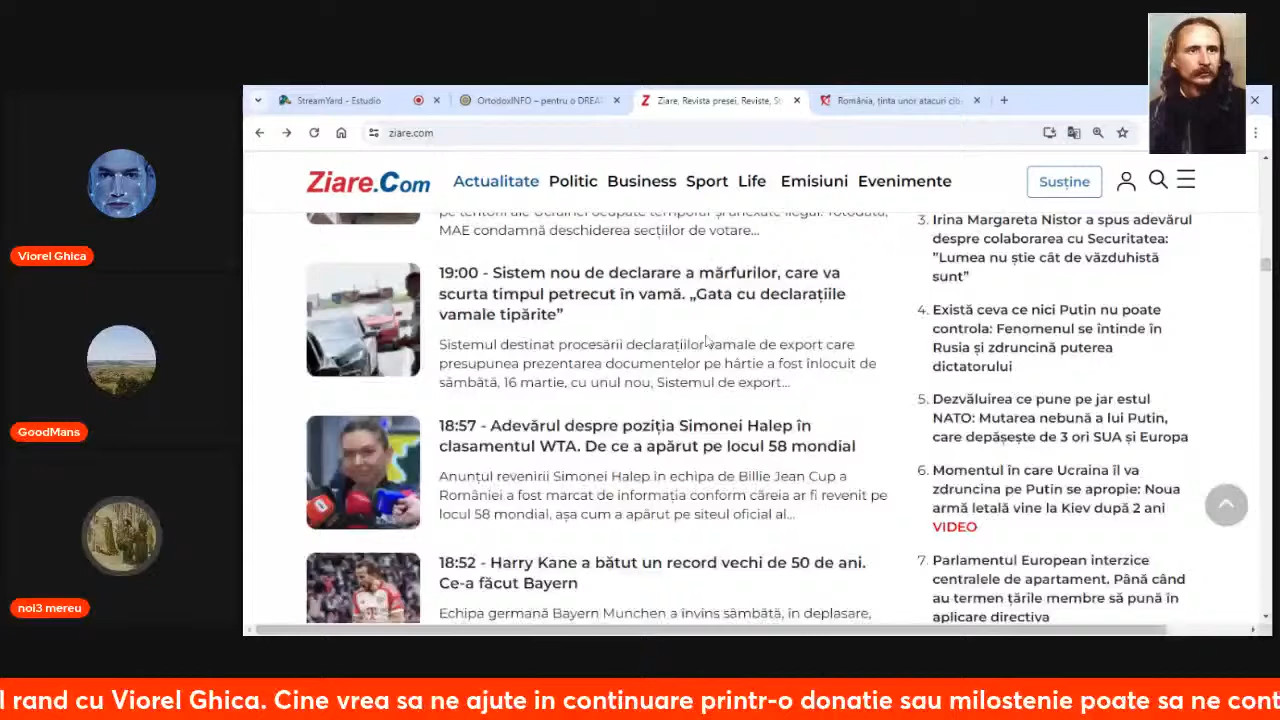 StreamYard - Estudio
OrtodoxINFO – pentru o DREA
Ziare, Revista presei, Reviste, S
România, ținta unor atacuri cib
ziare.com
Ziare.Com
Actualitate Politic Business Sport Life Emisiuni Evenimente
Susține
pe teritorii ale Ucrainei ocupate temporar și anexate ilegal. Totodată,
MAE condamnă deschiderea secțiilor de votare...
19:00 - Sistem nou de declarare a mărfurilor, care va
scurta timpul petrecut în vamă. „Gata cu declarațiile
vamale tipărite”
Sistemul destinat procesării declarațiilor vamale de export care
presupunea prezentarea documentelor pe hârtie a fost înlocuit de
sâmbătă, 16 martie, cu unul nou, Sistemul de export...
18:57 - Adevărul despre poziția Simonei Halep în
clasamentul WTA. De ce a apărut pe locul 58 mondial
Anunțul revenirii Simonei Halep în echipa de Billie Jean Cup a
României a fost marcat de informația conform căreia ar fi revenit pe
locul 58 mondial, așa cum a apărut pe siteul oficial al...
18:52 - Harry Kane a bătut un record vechi de 50 de ani.
Ce-a făcut Bayern
Echipa germană Bayern Munchen a învins sâmbătă, în deplasare,
3. Irina Margareta Nistor a spus adevărul
despre colaborarea cu Securitatea:
”Lumea nu știe cât de văzduhistă
sunt”
4. Există ceva ce nici Putin nu poate
controla: Fenomenul se întinde în
Rusia și zdruncină puterea
dictatorului
5. Dezvăluirea ce pune pe jar estul
NATO: Mutarea nebună a lui Putin,
care depășește de 3 ori SUA și Europa
6. Momentul în care Ucraina îl va
zdruncina pe Putin se apropie: Noua
armă letală vine la Kiev după 2 ani
VIDEO
7. Parlamentul European interzice
centralele de apartament. Până când
au termen țările membre să pună în
aplicare directiva
Viorel Ghica
GoodMans
noi3 mereu
l rand cu Viorel Ghica. Cine vrea sa ne ajute in continuare printr-o donatie sau milostenie poate sa ne cont